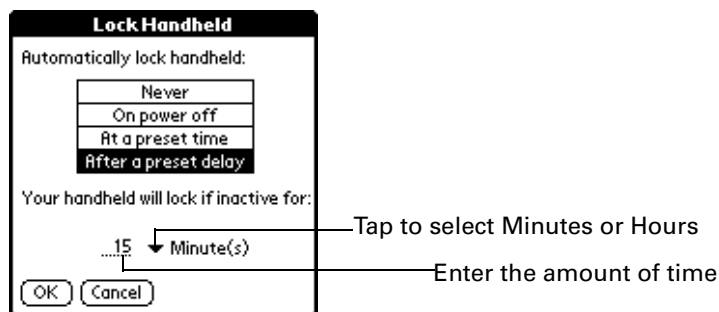 Lock Handheld
Automatically lock handheld:
Never
On power off
At a preset time
After a preset delay
Your handheld will lock if inactive for:
15 Minute(s)
Tap to select Minutes or Hours
Enter the amount of time
OK Cancel